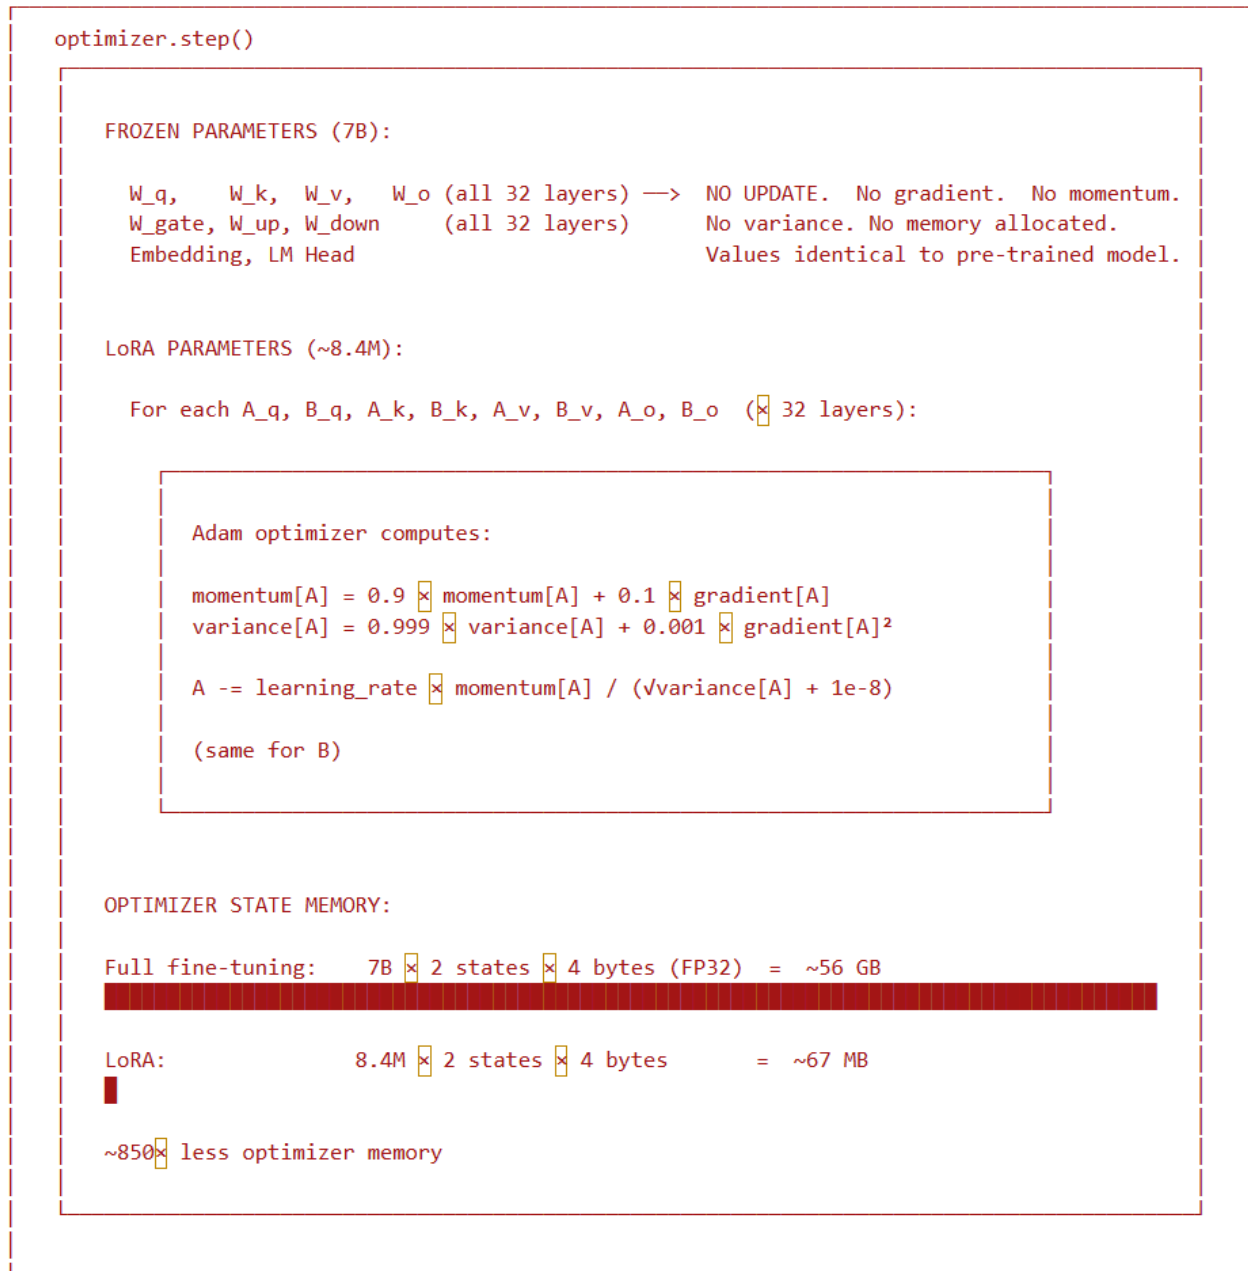 optimizer.step()
FROZEN PARAMETERS (7B):
W_q, W_k, W_v, W_o (all 32 layers) ──> NO UPDATE. No gradient. No momentum.
W_gate, W_up, W_down (all 32 layers) No variance. No memory allocated.
Embedding, LM Head Values identical to pre-trained model.
LoRA PARAMETERS (~8.4M):
For each A_q, B_q, A_k, B_k, A_v, B_v, A_o, B_o (× 32 layers):
Adam optimizer computes:
momentum[A] = 0.9 × momentum[A] + 0.1 × gradient[A]
variance[A] = 0.999 × variance[A] + 0.001 × gradient[A]²
A -= learning_rate × momentum[A] / (√variance[A] + 1e-8)
(same for B)
OPTIMIZER STATE MEMORY:
Full fine-tuning: 7B × 2 states × 4 bytes (FP32) = ~56 GB
LoRA: 8.4M × 2 states × 4 bytes = ~67 MB
~850× less optimizer memory